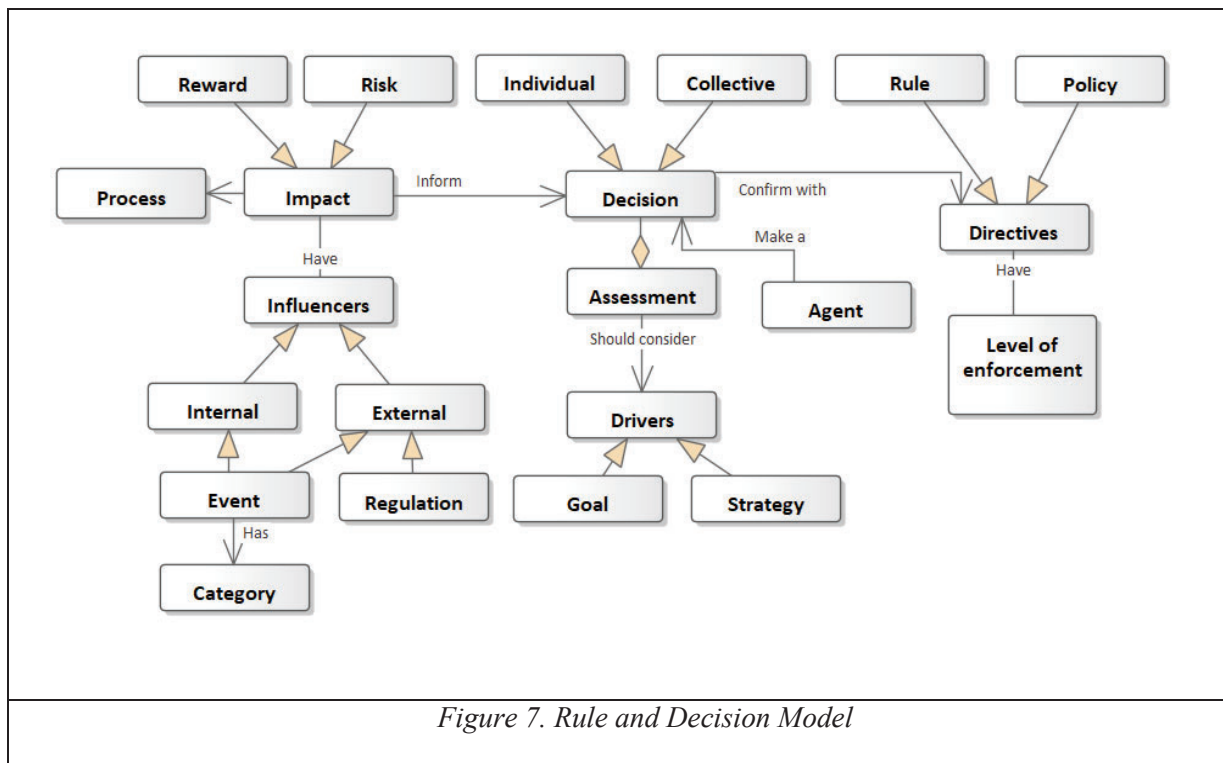 Reward
Risk
Individual
Collective
Rule
Policy
Process
Impact
Inform
Decision
Confirm with
Directives
Have
Make a
Have
Influencers
Assessment
Agent
Should consider
Level of
enforcement
Internal
External
Drivers
Event
Regulation
Goal
Strategy
Has
Category
Figure 7. Rule and Decision Model